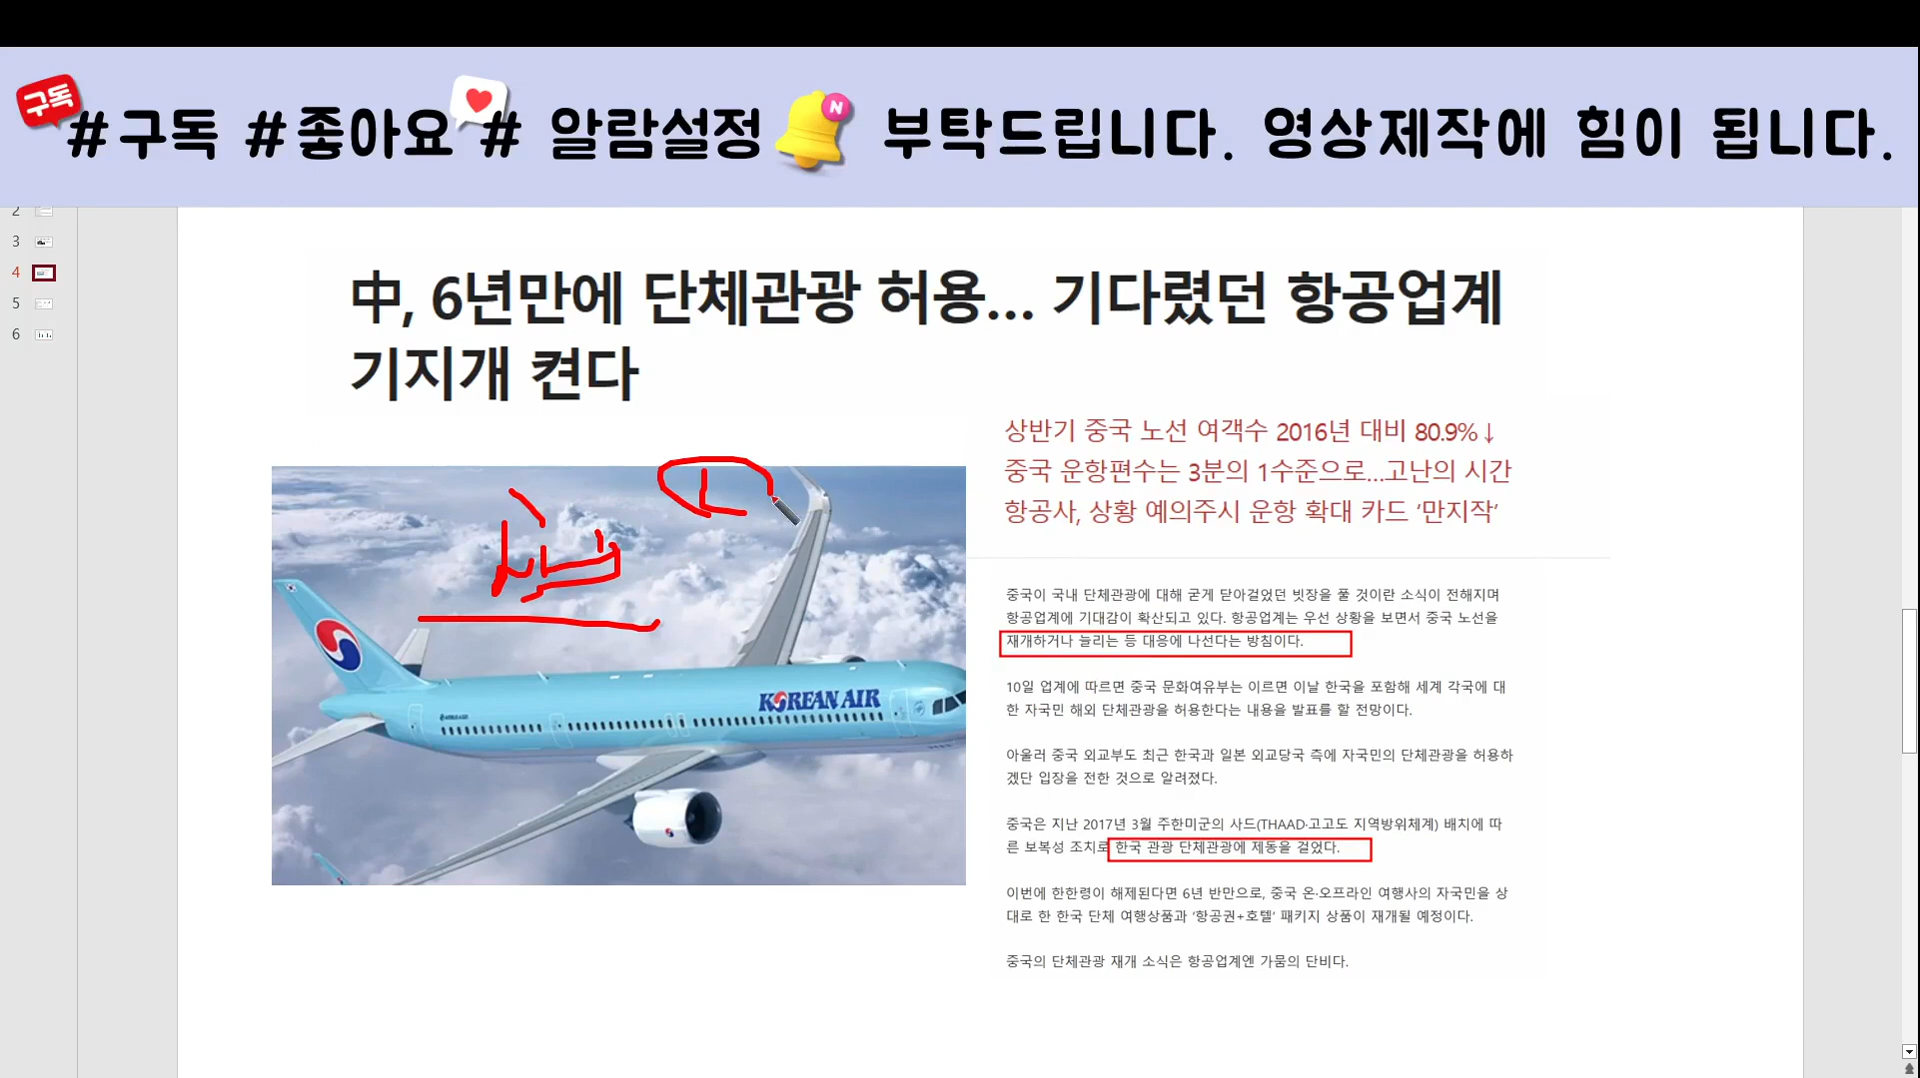 구독
#구독 #좋아요 # 알람설정 N 부탁드립니다. 영상제작에 힘이 됩니다.
2
3
4
5
6
中, 6년만에 단체관광 허용... 기다렸던 항공업계
기지개 켠다
상반기 중국 노선 여객수 2016년 대비 80.9%↓
중국 운항편수는 3분의 1수준으로...고난의 시간
항공사, 상황 예의주시 운항 확대 카드 ‘만지작’
KOREAN AIR
중국이 국내 단체관광에 대해 굳게 닫아걸었던 빗장을 풀 것이란 소식이 전해지며
항공업계에 기대감이 확산되고 있다. 항공업계는 우선 상황을 보면서 중국 노선을
재개하거나 늘리는 등 대응에 나선다는 방침이다.
10일 업계에 따르면 중국 문화여유부는 이르면 이날 한국을 포함해 세계 각국에 대
한 자국민 해외 단체관광을 허용한다는 내용을 발표를 할 전망이다.
아울러 중국 외교부도 최근 한국과 일본 외교당국 측에 자국민의 단체관광을 허용하
겠단 입장을 전한 것으로 알려졌다.
중국은 지난 2017년 3월 주한미군의 사드(THAAD·고고도 지역방위체계) 배치에 따
른 보복성 조치로 한국 관광 단체관광에 제동을 걸었다.
이번에 한한령이 해제된다면 6년 반만으로, 중국 온·오프라인 여행사의 자국민을 상
대로 한 한국 단체 여행상품과 ‘항공권+호텔’ 패키지 상품이 재개될 예정이다.
중국의 단체관광 재개 소식은 항공업계엔 가뭄의 단비다.